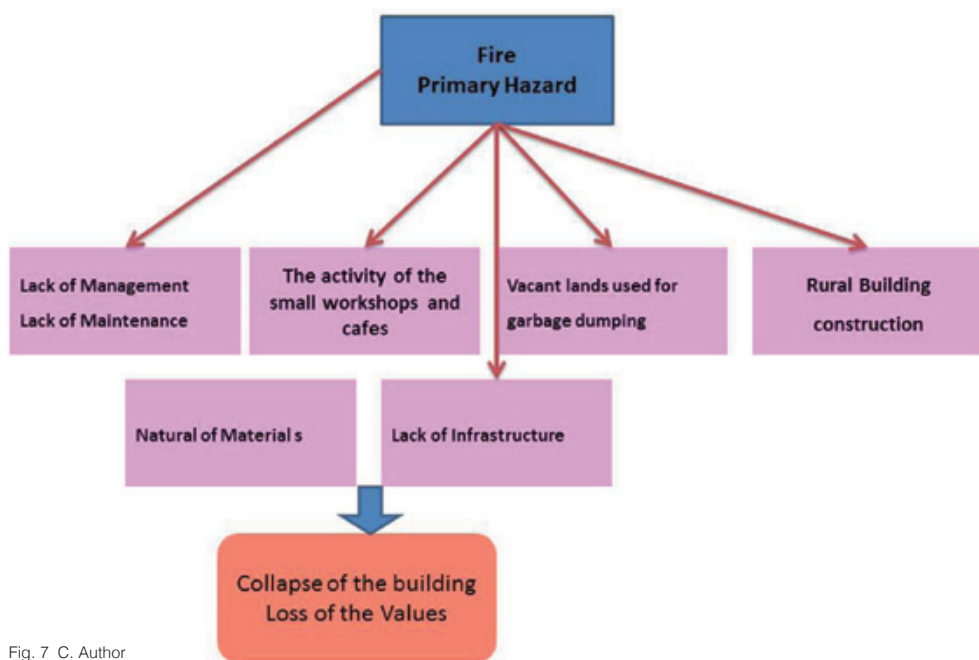 Fire
Primary Hazard
Lack of Management
Lack of Maintenance
The activity of the
small workshops and
cafes
Vacant lands used for
garbage dumping
Rural Building
construction
Natural of Material s
Lack of Infrastructure
Collapse of the building
Loss of the Values
Fig. 7 C. Author